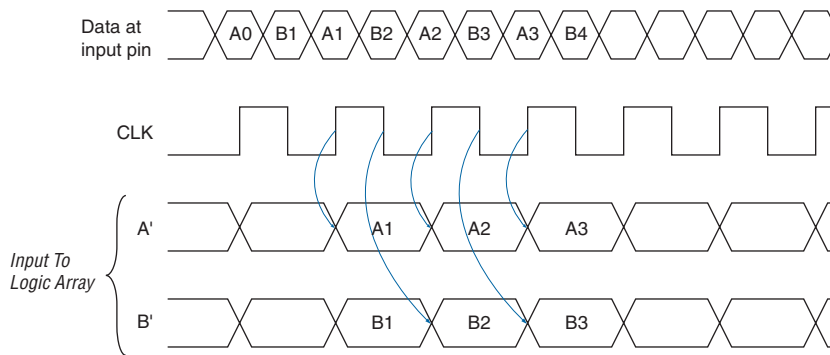 Data at
input pin
A0 B1 A1 B2 A2 B3 A3 B4
CLK
A' A1 A2 A3
Input To
Logic Array
B' B1 B2 B3